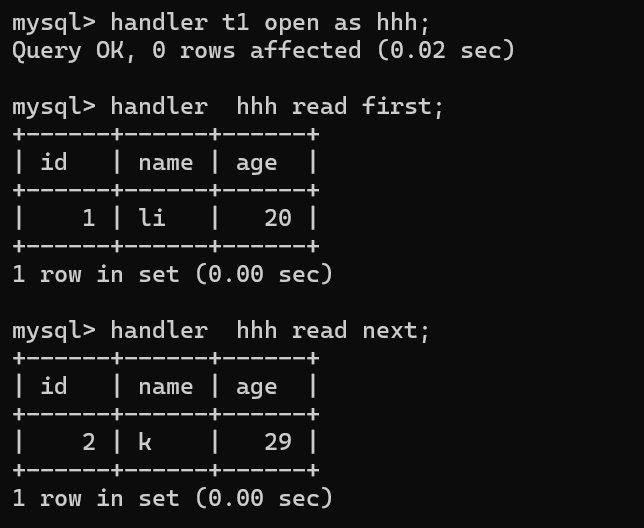 mysql> handler t1 open as hhh;
Query OK, 0 rows affected (0.02 sec)

mysql> handler  hhh read first;
+------+------+------+
| id   | name | age  |
+------+------+------+
|    1 | li   |   20 |
+------+------+------+
1 row in set (0.00 sec)

mysql> handler  hhh read next;
+------+------+------+
| id   | name | age  |
+------+------+------+
|    2 | k    |   29 |
+------+------+------+
1 row in set (0.00 sec)